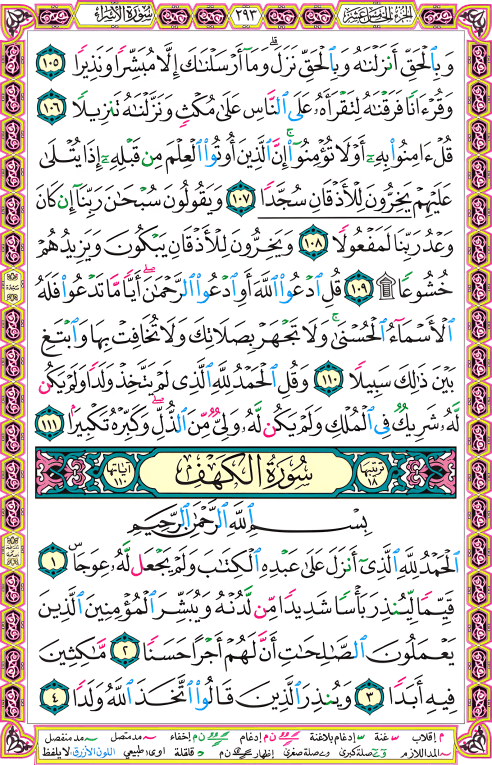 الجزء الخامس عشر ٢٩٣ سورة الإسراء
وَبِٱلْحَقِّ أَنزَلْنَٰهُ وَبِٱلْحَقِّ نَزَلَ ۗ وَمَآ أَرْسَلْنَٰكَ إِلَّا مُبَشِّرًا وَنَذِيرًا ١٠٥
وَقُرْءَانًا فَرَقْنَٰهُ لِتَقْرَأَهُۥ عَلَى ٱلنَّاسِ عَلَىٰ مُكْثٍ وَنَزَّلْنَٰهُ تَنزِيلًا ١٠٦
قُلْ ءَامِنُوا۟ بِهِۦٓ أَوْ لَا تُؤْمِنُوٓا۟ ۚ إِنَّ ٱلَّذِينَ أُوتُوا۟ ٱلْعِلْمَ مِن قَبْلِهِۦٓ إِذَا يُتْلَىٰ
عَلَيْهِمْ يَخِرُّونَ لِلْأَذْقَانِ سُجَّدًا ١٠٧ وَيَقُولُونَ سُبْحَٰنَ رَبِّنَآ إِن كَانَ
وَعْدُ رَبِّنَا لَمَفْعُولًا ١٠٨ وَيَخِرُّونَ لِلْأَذْقَانِ يَبْكُونَ وَيَزِيدُهُمْ
خُشُوعًا ۩ ١٠٩ قُلِ ٱدْعُوا۟ ٱللَّهَ أَوِ ٱدْعُوا۟ ٱلرَّحْمَٰنَ ۖ أَيًّا مَّا تَدْعُوا۟ فَلَهُ
ٱلْأَسْمَآءُ ٱلْحُسْنَىٰ ۚ وَلَا تَجْهَرْ بِصَلَاتِكَ وَلَا تُخَافِتْ بِهَا وَٱبْتَغِ
بَيْنَ ذَٰلِكَ سَبِيلًا ١١٠ وَقُلِ ٱلْحَمْدُ لِلَّهِ ٱلَّذِى لَمْ يَتَّخِذْ وَلَدًا وَلَمْ يَكُن
لَّهُۥ شَرِيكٌ فِى ٱلْمُلْكِ وَلَمْ يَكُن لَّهُۥ وَلِىٌّ مِّنَ ٱلذُّلِّ ۖ وَكَبِّرْهُ تَكْبِيرًۢا ١١١
ترتيبها ١٨ سُورَةُ الكَهْفِ آياتها ١١٠
بِسْمِ ٱللَّهِ ٱلرَّحْمَٰنِ ٱلرَّحِيمِ
ٱلْحَمْدُ لِلَّهِ ٱلَّذِىٓ أَنزَلَ عَلَىٰ عَبْدِهِ ٱلْكِتَٰبَ وَلَمْ يَجْعَل لَّهُۥ عِوَجَاۜ ١
قَيِّمًا لِّيُنذِرَ بَأْسًا شَدِيدًا مِّن لَّدُنْهُ وَيُبَشِّرَ ٱلْمُؤْمِنِينَ ٱلَّذِينَ
يَعْمَلُونَ ٱلصَّٰلِحَٰتِ أَنَّ لَهُمْ أَجْرًا حَسَنًا ٢ مَّٰكِثِينَ
فِيهِ أَبَدًا ٣ وَيُنذِرَ ٱلَّذِينَ قَالُوا۟ ٱتَّخَذَ ٱللَّهُ وَلَدًا ٤
م إقلاب س غنة إدغام بلاغنة ن م إدغام ن م إخفاء مد متصل مد منفصل
المد اللازم صلة كبرى صلة صغرى إظهار ن م قلقلة اوى طبيعي اللون الأزرق: لا يلفظ